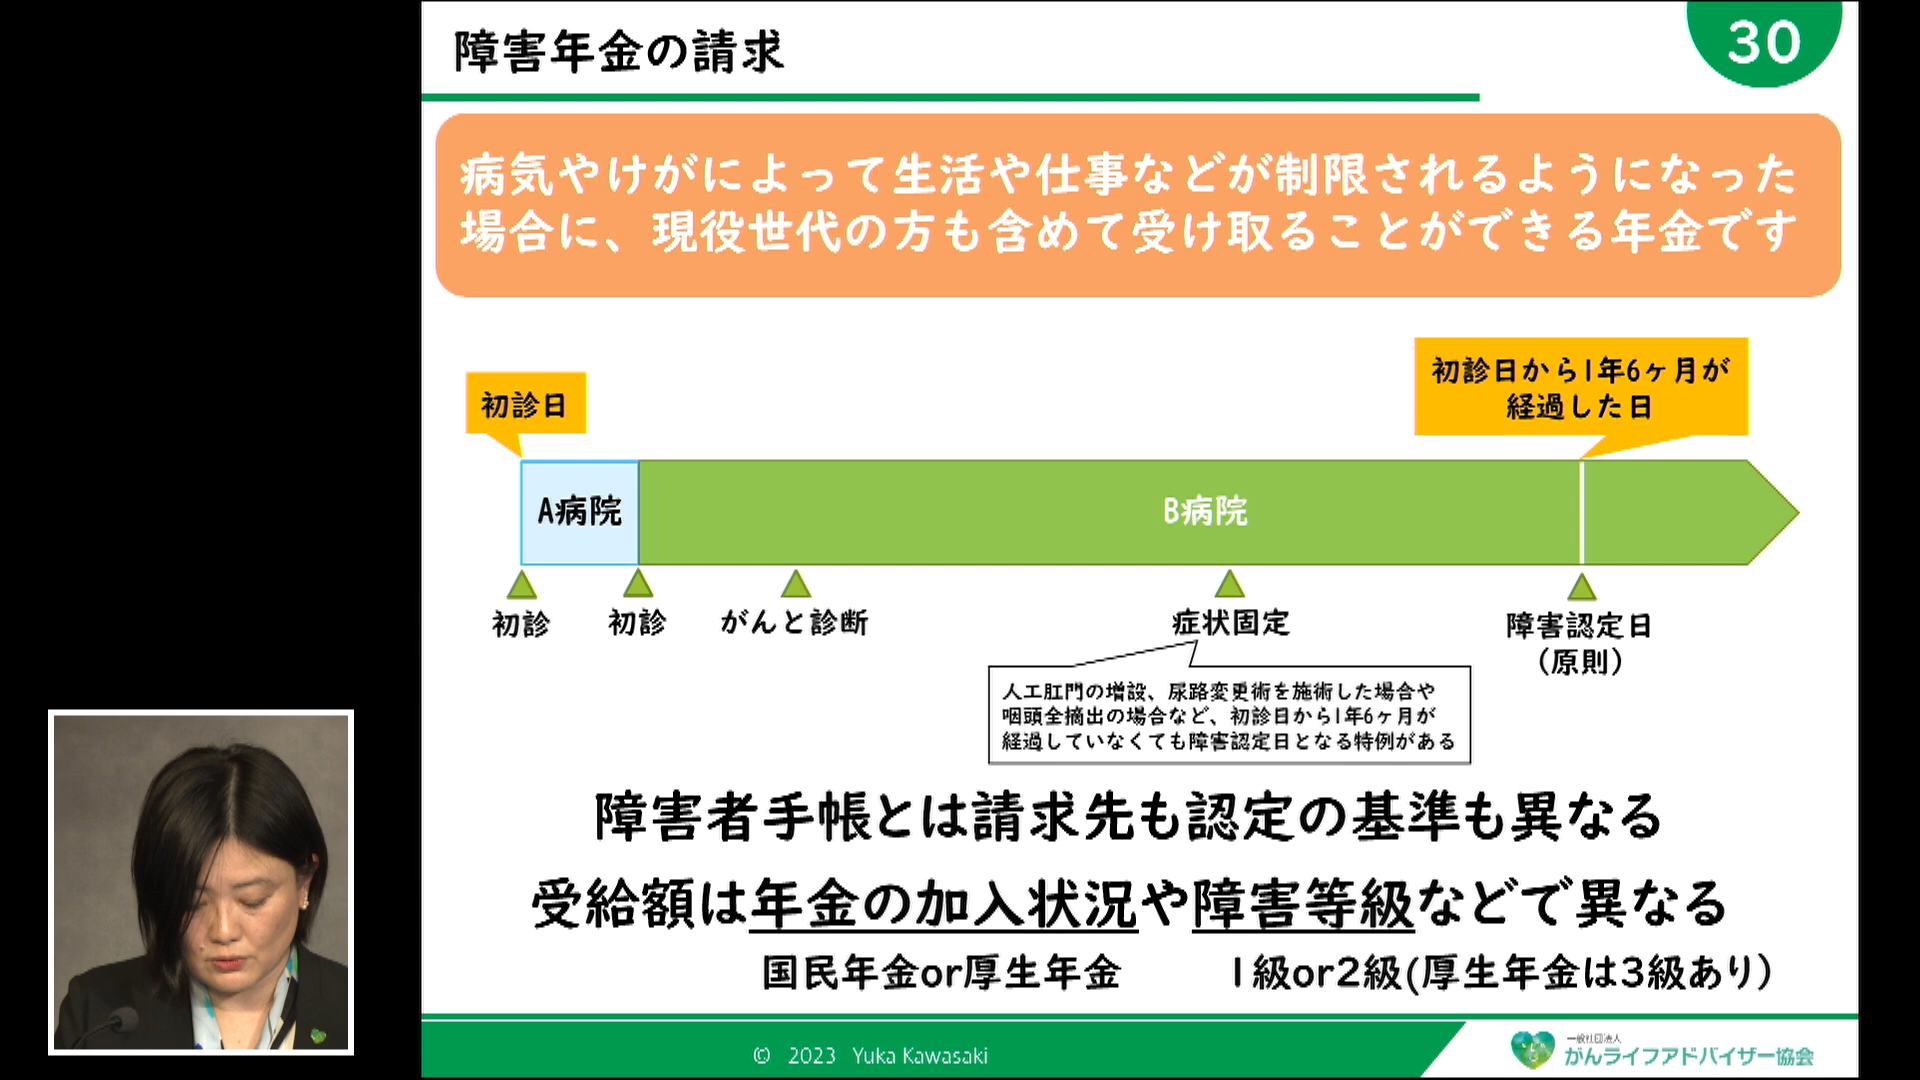 障害年金の請求
30
病気やけがによって生活や仕事などが制限されるようになった
場合に、現役世代の方も含めて受け取ることができる年金です
初診日
初診日から1年6ヶ月が
経過した日
A病院
B病院
初診
初診
がんと診断
症状固定
障害認定日
（原則）
人工肛門の増設、尿路変更術を施術した場合や
咽頭全摘出の場合など、初診日から1年6ヶ月が
経過していなくても障害認定日となる特例がある
障害者手帳とは請求先も認定の基準も異なる
受給額は年金の加入状況や障害等級などで異なる
国民年金or厚生年金
1級or2級(厚生年金は3級あり)
© 2023 Yuka Kawasaki
一般社団法人
がんライフアドバイザー協会